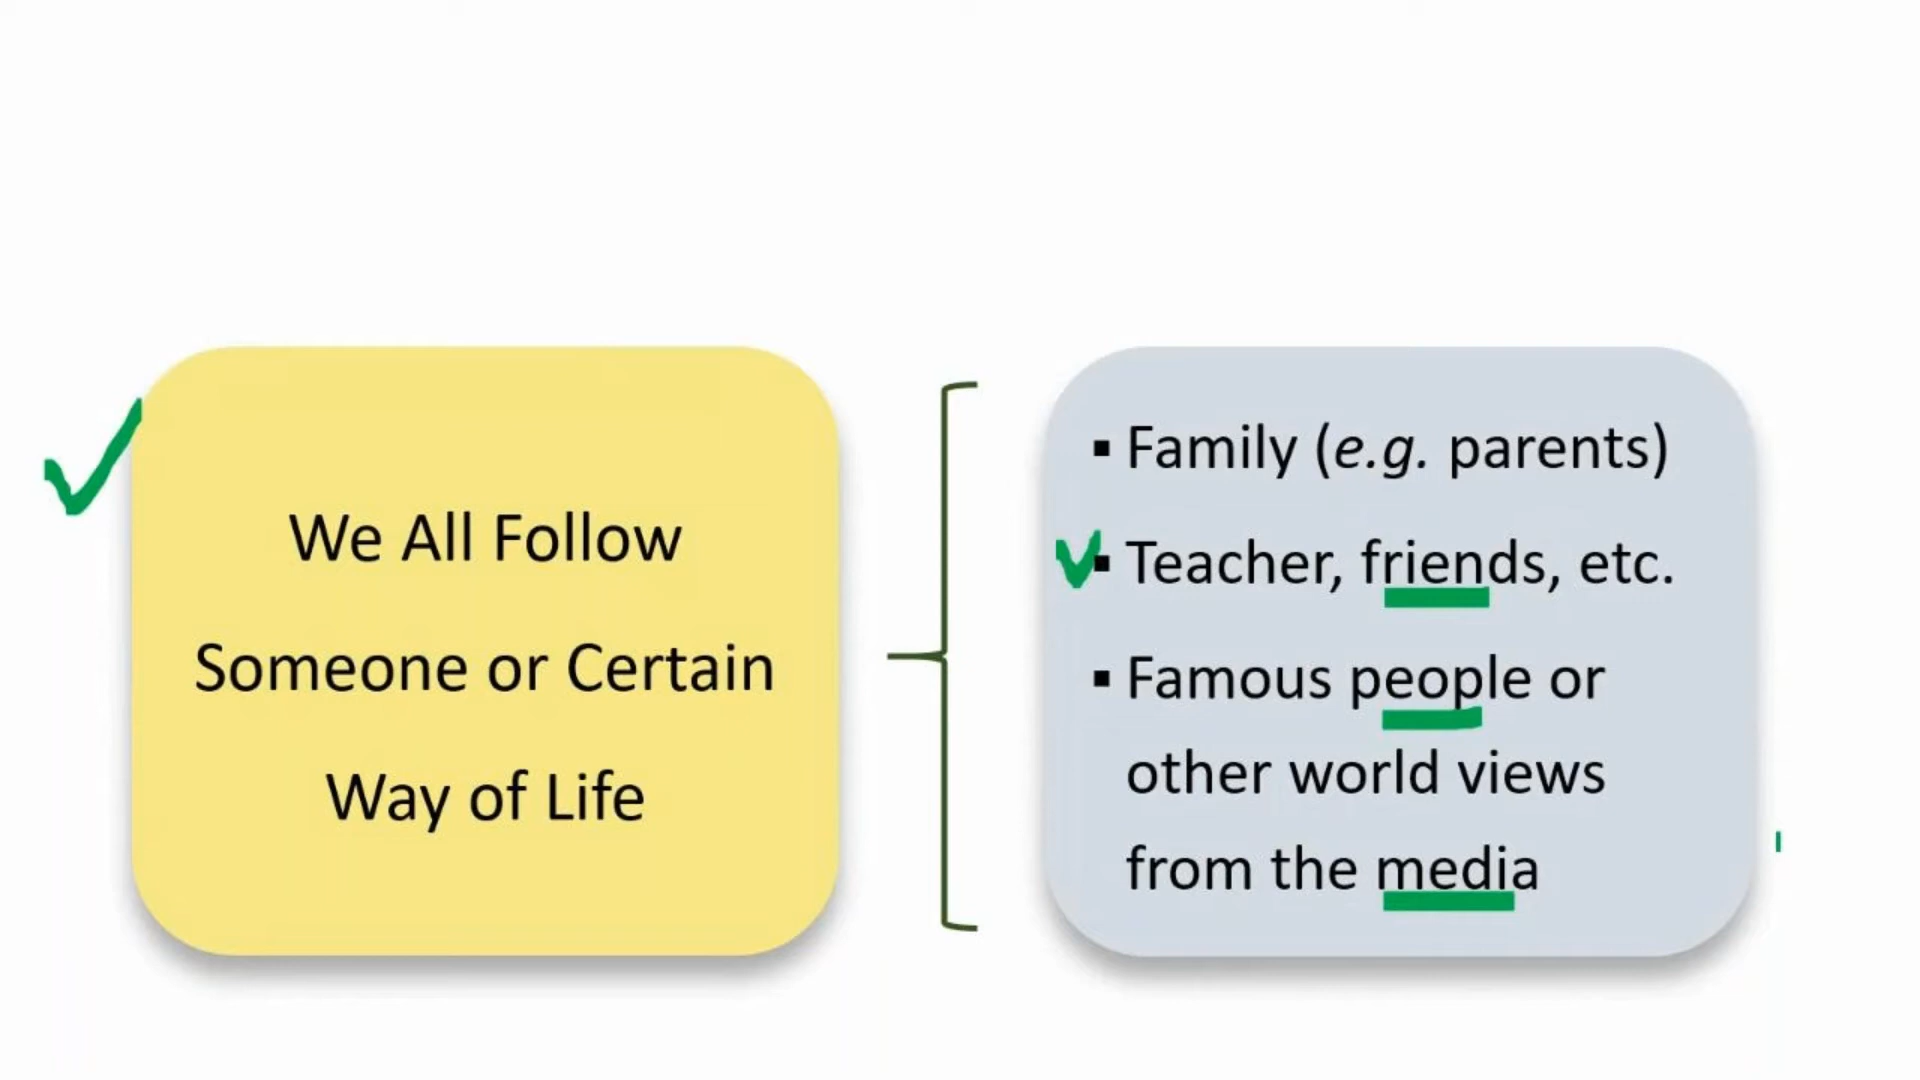 We All Follow
Someone or Certain
Way of Life
▪ Family (e.g. parents)
▪ Teacher, friends, etc.
▪ Famous people or
other world views
from the media